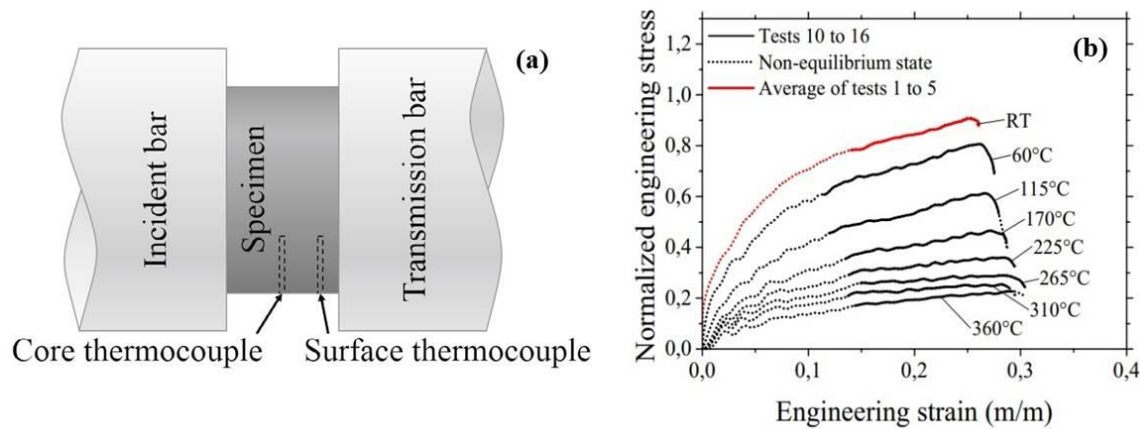 (a)
Incident bar
Specimen
Transmission bar
Core thermocouple
Surface thermocouple
(b)
Normalized engineering stress
1,2
1,0
0,8
0,6
0,4
0,2
0,0
Tests 10 to 16
Non-equilibrium state
Average of tests 1 to 5
RT
60°C
115°C
170°C
225°C
265°C
310°C
360°C
0,0
0,1
0,2
0,3
0,4
Engineering strain (m/m)